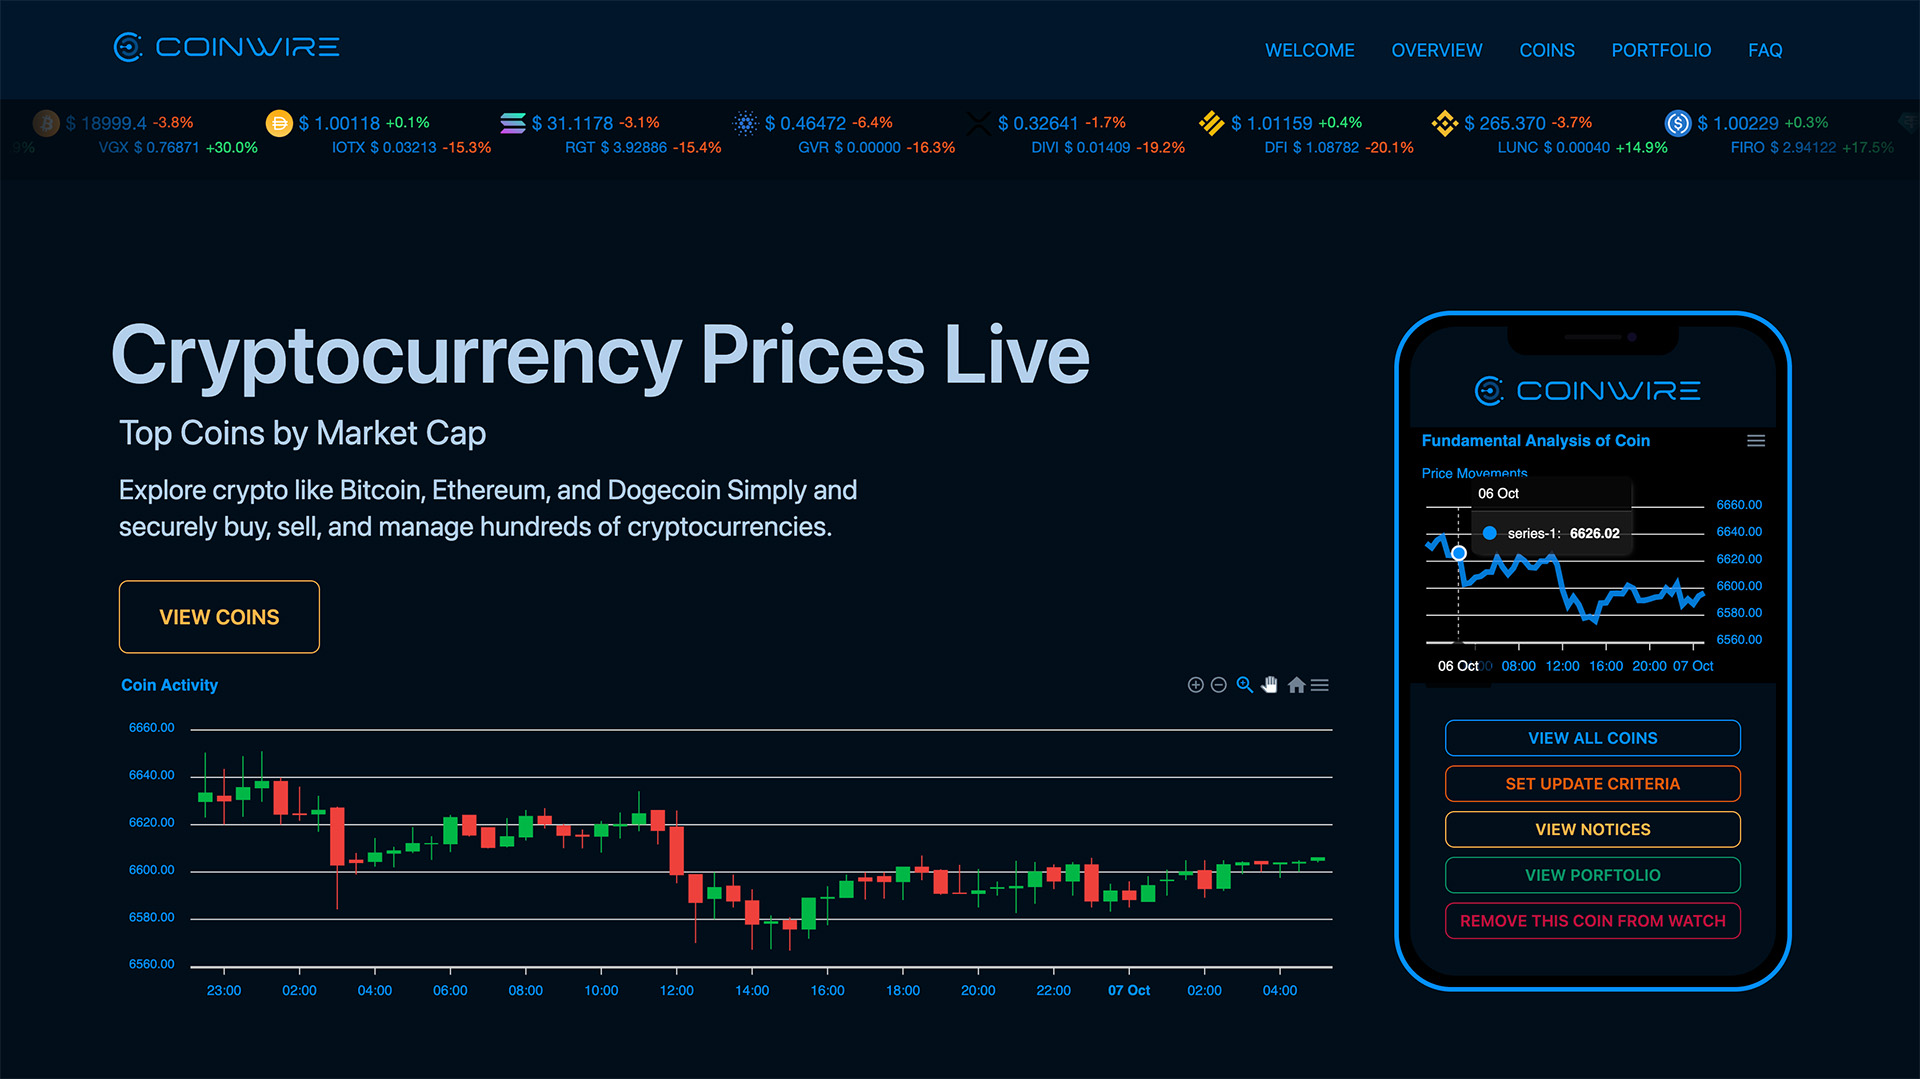 COINWIRE
WELCOME OVERVIEW COINS PORTFOLIO FAQ
$ 18999.4 -3.8% $ 1.00118 +0.1% $ 31.1178 -3.1% $ 0.46472 -6.4% $ 0.32641 -1.7% $ 1.01159 +0.4% $ 265.370 -3.7% $ 1.00229 +0.3%
VGX $ 0.76871 +30.0% IOTX $ 0.03213 -15.3% RGT $ 3.92886 -15.4% GVR $ 0.00000 -16.3% DIVI $ 0.01409 -19.2% DFI $ 1.08782 -20.1% LUNC $ 0.00040 +14.9% FIRO $ 2.94122 +17.5%
Cryptocurrency Prices Live
Top Coins by Market Cap
Explore crypto like Bitcoin, Ethereum, and Dogecoin Simply and
securely buy, sell, and manage hundreds of cryptocurrencies.
VIEW COINS
Coin Activity
6660.00
6640.00
6620.00
6600.00
6580.00
6560.00
23:00 02:00 04:00 06:00 08:00 10:00 12:00 14:00 16:00 18:00 20:00 22:00 07 Oct 02:00 04:00
COINWIRE
Fundamental Analysis of Coin
Price Movements
06 Oct
series-1: 6626.02
6660.00
6640.00
6620.00
6600.00
6580.00
6560.00
06 Oct 08:00 12:00 16:00 20:00 07 Oct
VIEW ALL COINS
SET UPDATE CRITERIA
VIEW NOTICES
VIEW PORFTOLIO
REMOVE THIS COIN FROM WATCH